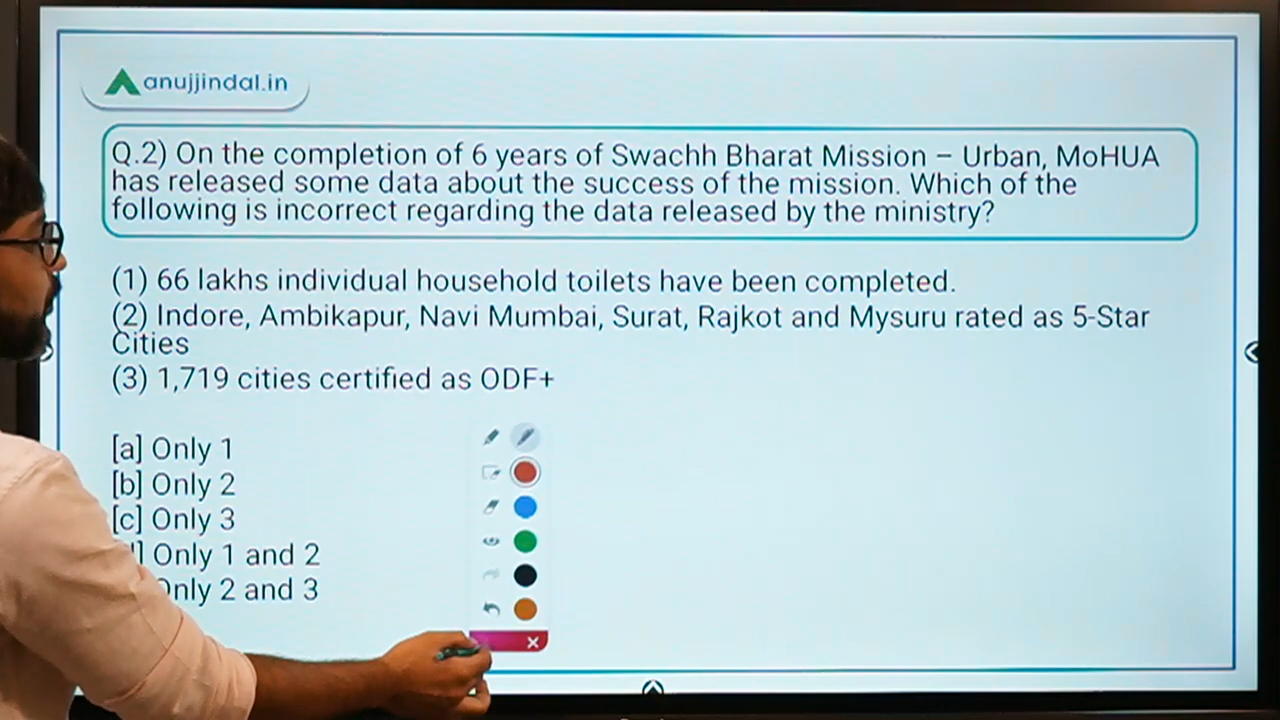 anujjindal.in
Q.2) On the completion of 6 years of Swachh Bharat Mission – Urban, MoHUA
has released some data about the success of the mission. Which of the
following is incorrect regarding the data released by the ministry?
(1) 66 lakhs individual household toilets have been completed.
(2) Indore, Ambikapur, Navi Mumbai, Surat, Rajkot and Mysuru rated as 5-Star
Cities
(3) 1,719 cities certified as ODF+
[a] Only 1
[b] Only 2
[c] Only 3
Only 1 and 2
Only 2 and 3